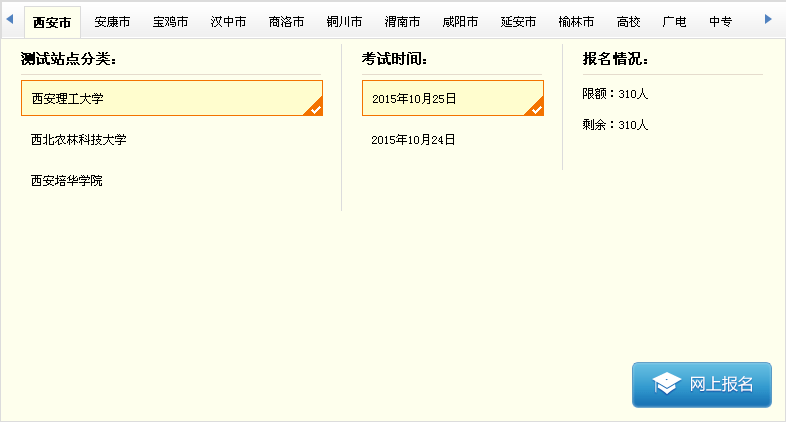 西安市 安康市 宝鸡市 汉中市 商洛市 铜川市 渭南市 咸阳市 延安市 榆林市 高校 广电 中专
测试站点分类：
西安理工大学
西北农林科技大学
西安培华学院
考试时间：
2015年10月25日
2015年10月24日
报名情况：
限额：310人
剩余：310人
网上报名